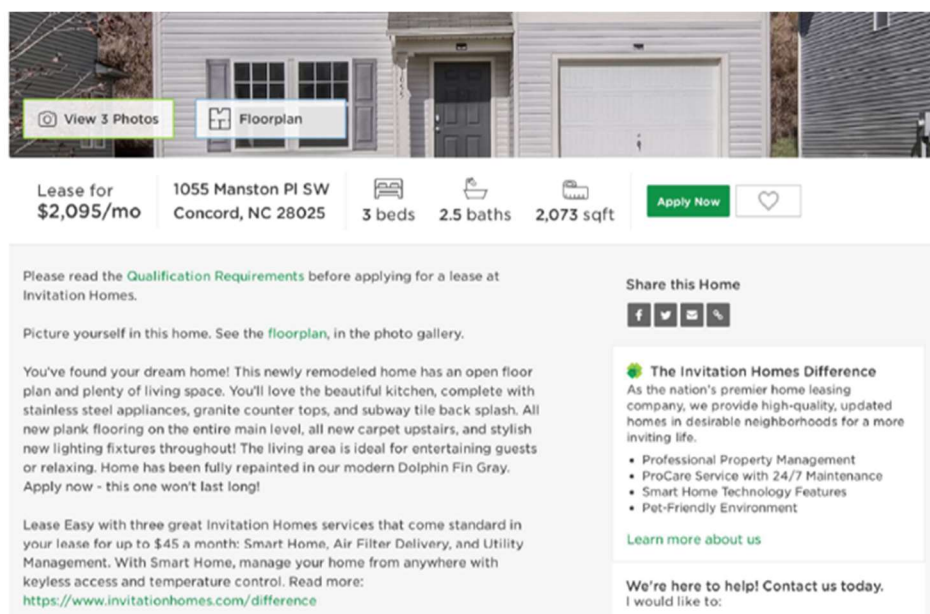 View 3 Photos
Floorplan
Lease for
$2,095/mo
1055 Manston Pl SW
Concord, NC 28025
3 beds
2.5 baths
2,073 sqft
Apply Now
Please read the Qualification Requirements before applying for a lease at
Invitation Homes.
Picture yourself in this home. See the floorplan, in the photo gallery.
You've found your dream home! This newly remodeled home has an open floor
plan and plenty of living space. You'll love the beautiful kitchen, complete with
stainless steel appliances, granite counter tops, and subway tile back splash. All
new plank flooring on the entire main level, all new carpet upstairs, and stylish
new lighting fixtures throughout! The living area is ideal for entertaining guests
or relaxing. Home has been fully repainted in our modern Dolphin Fin Gray.
Apply now - this one won't last long!
Lease Easy with three great Invitation Homes services that come standard in
your lease for up to $45 a month: Smart Home, Air Filter Delivery, and Utility
Management. With Smart Home, manage your home from anywhere with
keyless access and temperature control. Read more:
https://www.invitationhomes.com/difference
Share this Home
The Invitation Homes Difference
As the nation's premier home leasing
company, we provide high-quality, updated
homes in desirable neighborhoods for a more
inviting life.
• Professional Property Management
• ProCare Service with 24/7 Maintenance
• Smart Home Technology Features
• Pet-Friendly Environment
Learn more about us
We're here to help! Contact us today.
I would like to: